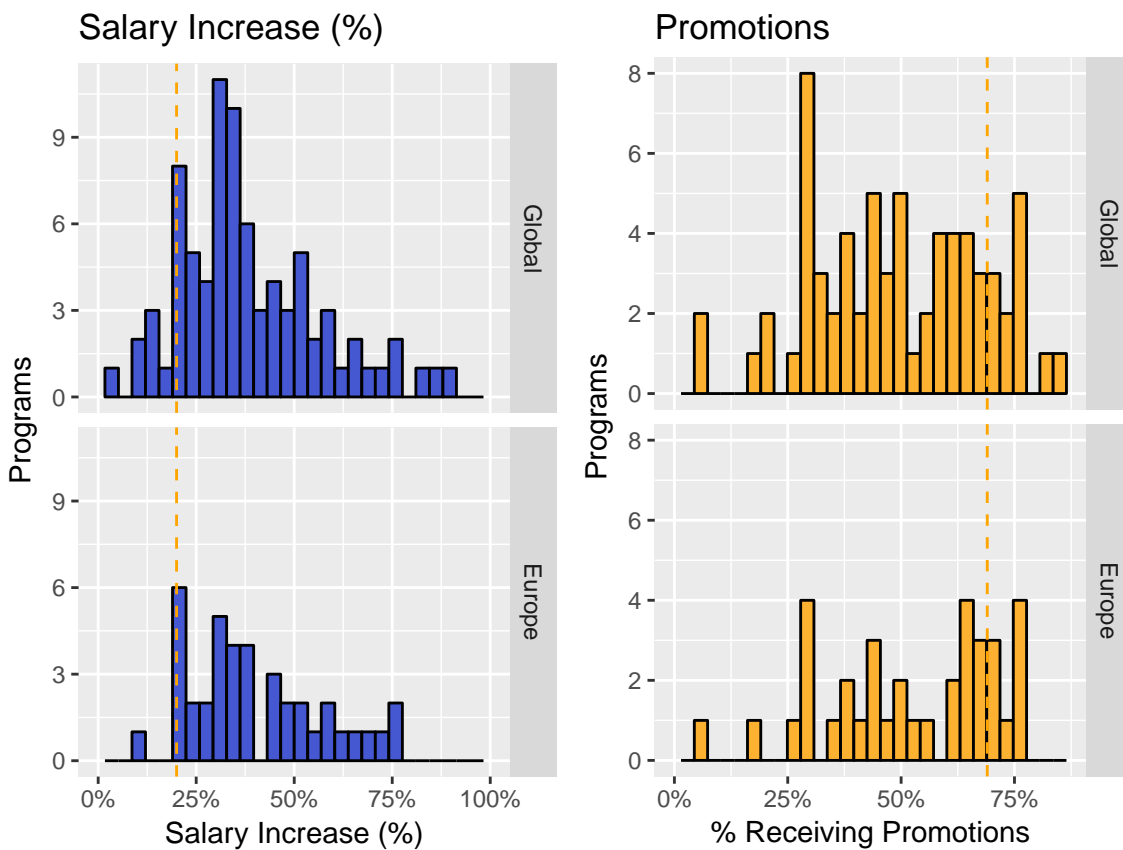 Salary Increase (%)
Programs
9
6
3
0
Global
9
6
3
0
Europe
0%
25%
50%
75%
100%
Salary Increase (%)
Promotions
Programs
8
6
4
2
0
Global
8
6
4
2
0
Europe
0%
25%
50%
75%
% Receiving Promotions